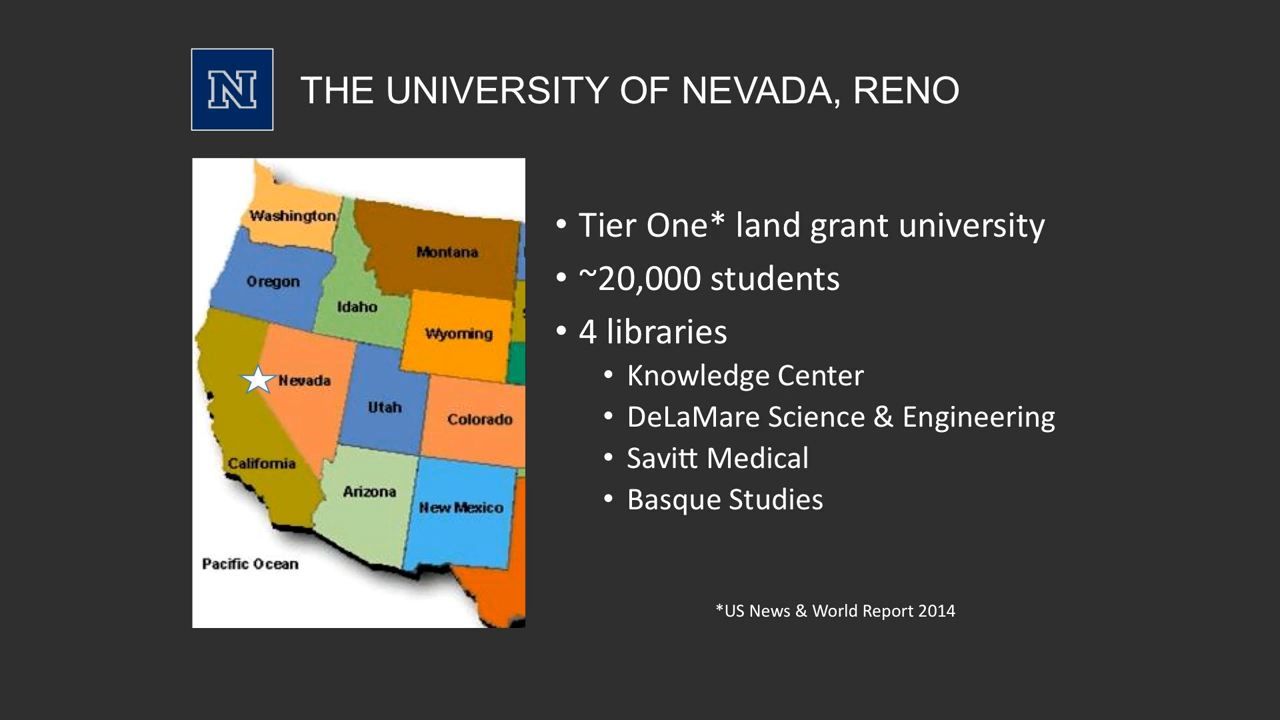 N
THE UNIVERSITY OF NEVADA, RENO
Washington
Montana
Oregon
Idaho
Wyoming
Nevada
Utah
Colorado
California
Arizona
New Mexico
Pacific Ocean
• Tier One* land grant university
• ~20,000 students
• 4 libraries
• Knowledge Center
• DeLaMare Science & Engineering
• Savitt Medical
• Basque Studies
*US News & World Report 2014